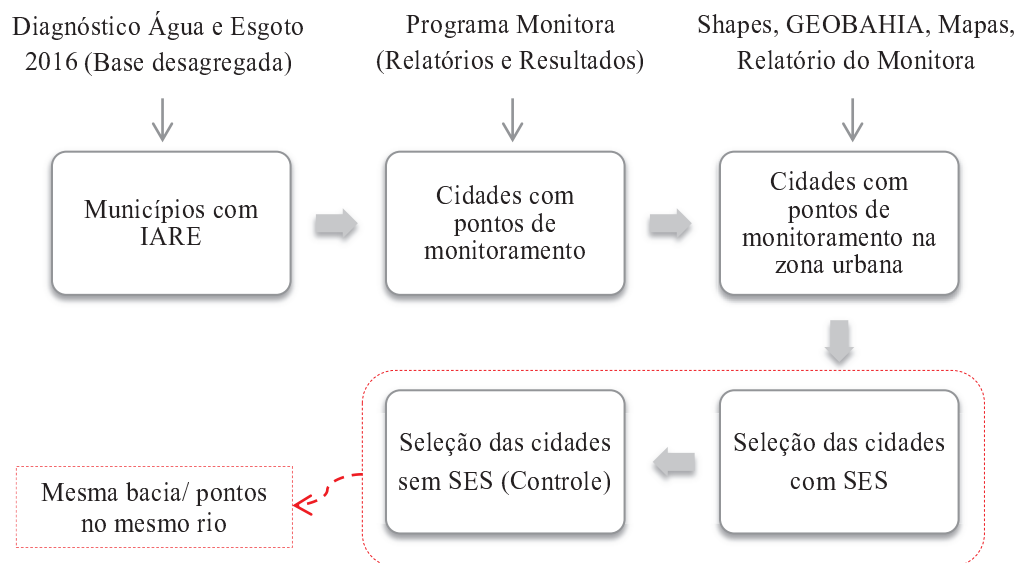 Diagnóstico Água e Esgoto
2016 (Base desagregada)
Programa Monitora
(Relatórios e Resultados)
Shapes, GEOBAHIA, Mapas,
Relatório do Monitora
Municípios com
IARE
Cidades com
pontos de
monitoramento
Cidades com
pontos de
monitoramento na
zona urbana
Seleção das cidades
com SES
Seleção das cidades
sem SES (Controle)
Mesma bacia/ pontos
no mesmo rio